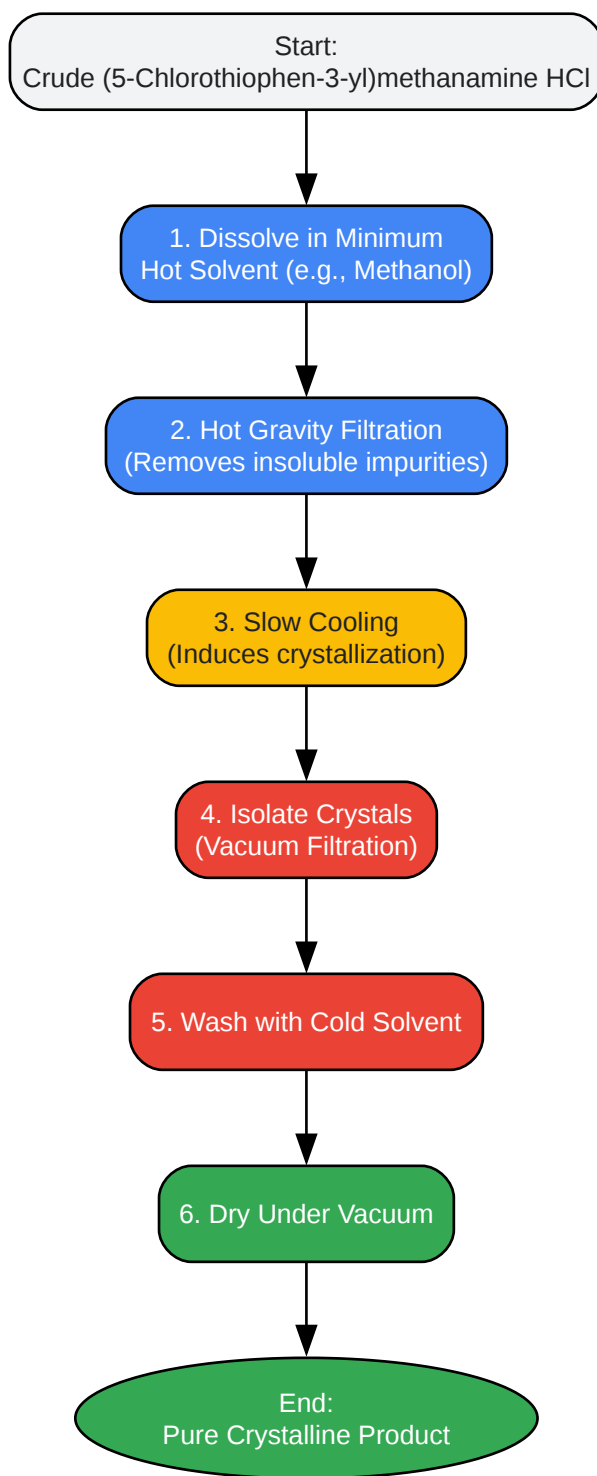 Start:
Crude (5-Chlorothiophen-3-yl)methanamine HCl
1. Dissolve in Minimum
Hot Solvent (e.g., Methanol)
2. Hot Gravity Filtration
(Removes insoluble impurities)
3. Slow Cooling
(Induces crystallization)
4. Isolate Crystals
(Vacuum Filtration)
5. Wash with Cold Solvent
6. Dry Under Vacuum
End:
Pure Crystalline Product